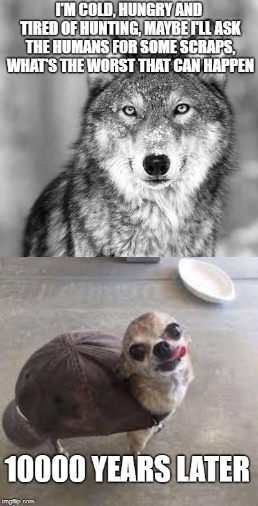 I'M COLD, HUNGRY AND
TIRED OF HUNTING, MAYBE I'LL ASK
THE HUMANS FOR SOME SCRAPS,
WHAT'S THE WORST THAT CAN HAPPEN
10000 YEARS LATER
imgflip.com